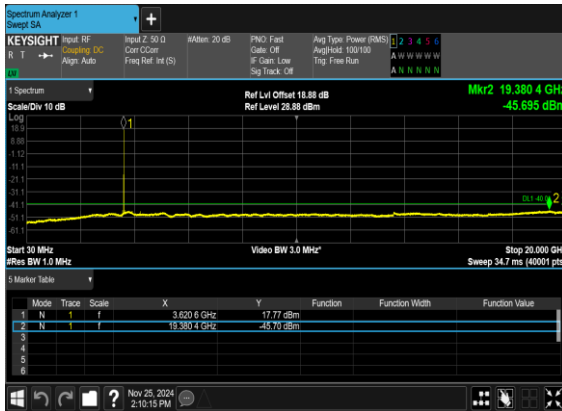 Spectrum Analyzer 1
Swept SA
+
KEYSIGHT Input: RF Input Z: 50 Ω #Atten: 20 dB PNO: Fast Avg Type: Power (RMS) 1 2 3 4 5 6
R T Coupling: DC Corr CCorr Gate: Off Avg|Hold: 100/100 A W W W W W
Align: Auto Freq Ref: Int (S) IF Gain: Low Trig: Free Run
LXI Sig Track: Off A N N N N N
1 Spectrum Ref Lvl Offset 18.88 dB Mkr2 19.380 4 GHz
Scale/Div 10 dB Ref Level 28.88 dBm -45.695 dBm
Log
18.9
8.88
-1.12
-11.1
-21.1
-31.1
-41.1
-51.1
-61.1
1
2
Start 30 MHz Video BW 3.0 MHz* Stop 20.000 GHz
#Res BW 1.0 MHz Sweep 34.7 ms (40001 pts)
5 Marker Table
Mode Trace Scale X Y Function Function Width Function Value
1 N 1 f 3.620 6 GHz 17.77 dBm
2 N 1 f 19.380 4 GHz -45.70 dBm
3
4
5
6
? Nov 25, 2024
2:10:15 PM